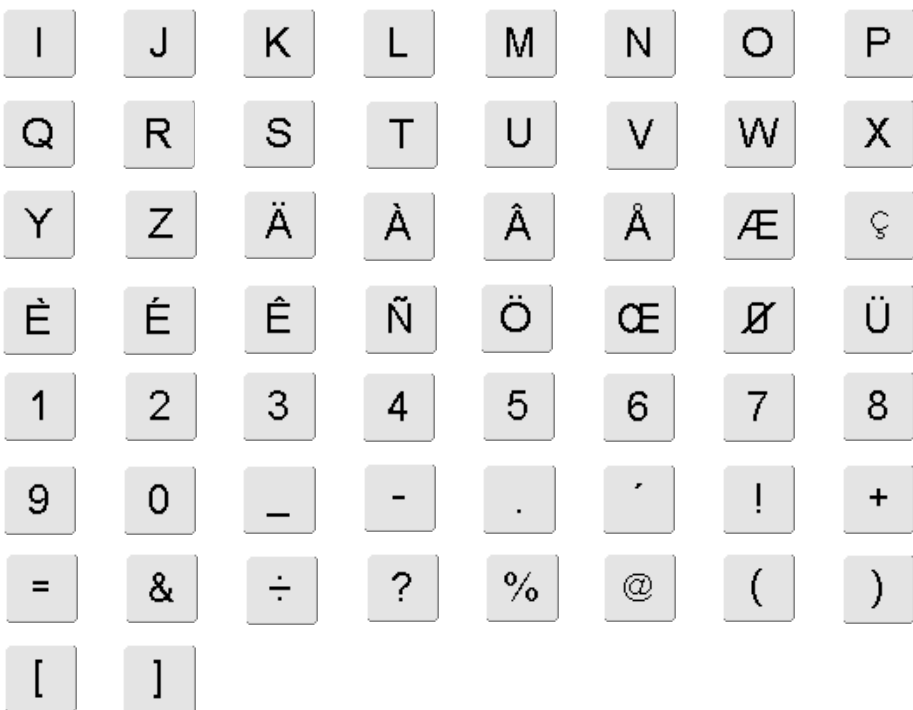 I J K L M N O P
Q R S T U V W X
Y Z Ä À Â Å Æ ç
È É Ê Ñ Ö Œ Ø Ü
1 2 3 4 5 6 7 8
9 0 _ - . ´ ! +
= & ÷ ? % @ ( )
[ ]